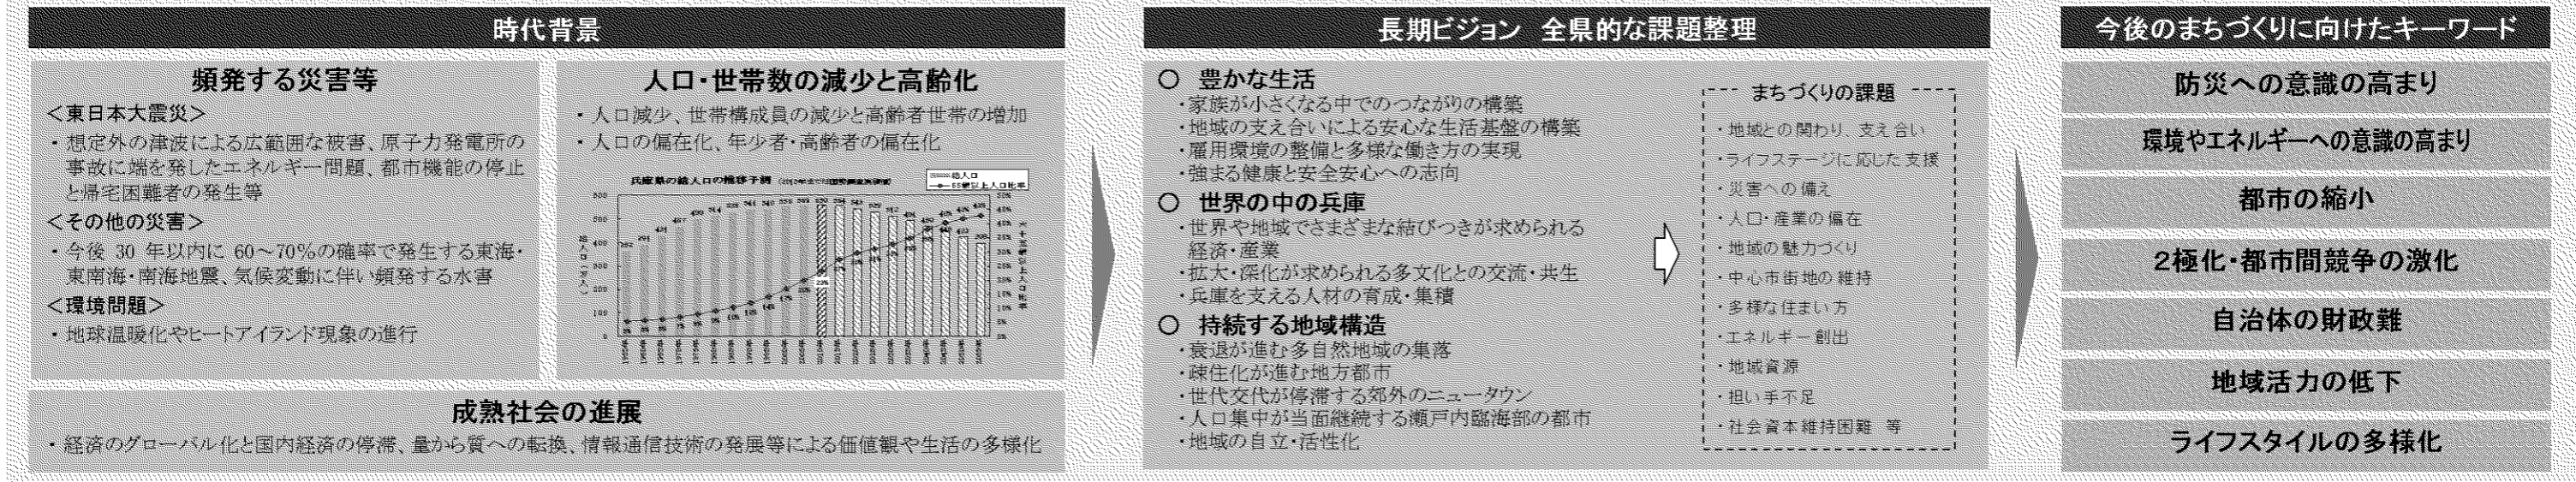 時代背景
頻発する災害等
＜東日本大震災＞
・想定外の津波による広範囲な被害、原子力発電所の
事故に端を発したエネルギー問題、都市機能の停止
と帰宅困難者の発生等
＜その他の災害＞
・今後 30 年以内に 60～70％の確率で発生する東海・
東南海・南海地震、気候変動に伴い頻発する水害
＜環境問題＞
・地球温暖化やヒートアイランド現象の進行
人口・世帯数の減少と高齢化
・人口減少、世帯構成員の減少と高齢者世帯の増加
・人口の偏在化、年少者・高齢者の偏在化
兵庫県の総人口の推移予測
総人口
65歳以上人口比率
成熟社会の進展
・経済のグローバル化と国内経済の停滞、量から質への転換、情報通信技術の発展等による価値観や生活の多様化
長期ビジョン　全県的な課題整理
○ 豊かな生活
・家族が小さくなる中でのつながりの構築
・地域の支え合いによる安心な生活基盤の構築
・雇用環境の整備と多様な働き方の実現
・強まる健康と安全安心への志向
○ 世界の中の兵庫
・世界や地域でさまざまな結びつきが求められる
経済・産業
・拡大・深化が求められる多文化との交流・共生
・兵庫を支える人材の育成・集積
○ 持続する地域構造
・衰退が進む多自然地域の集落
・疎住化が進む地方都市
・世代交代が停滞する郊外のニュータウン
・人口集中が当面継続する瀬戸内臨海部の都市
・地域の自立・活性化
まちづくりの課題
・地域との関わり、支え合い
・ライフステージに応じた支援
・災害への備え
・人口・産業の偏在
・地域の魅力づくり
・中心市街地の維持
・多様な住まい方
・エネルギー創出
・地域資源
・担い手不足
・社会資本維持困難　等
今後のまちづくりに向けたキーワード
防災への意識の高まり
環境やエネルギーへの意識の高まり
都市の縮小
2極化・都市間競争の激化
自治体の財政難
地域活力の低下
ライフスタイルの多様化